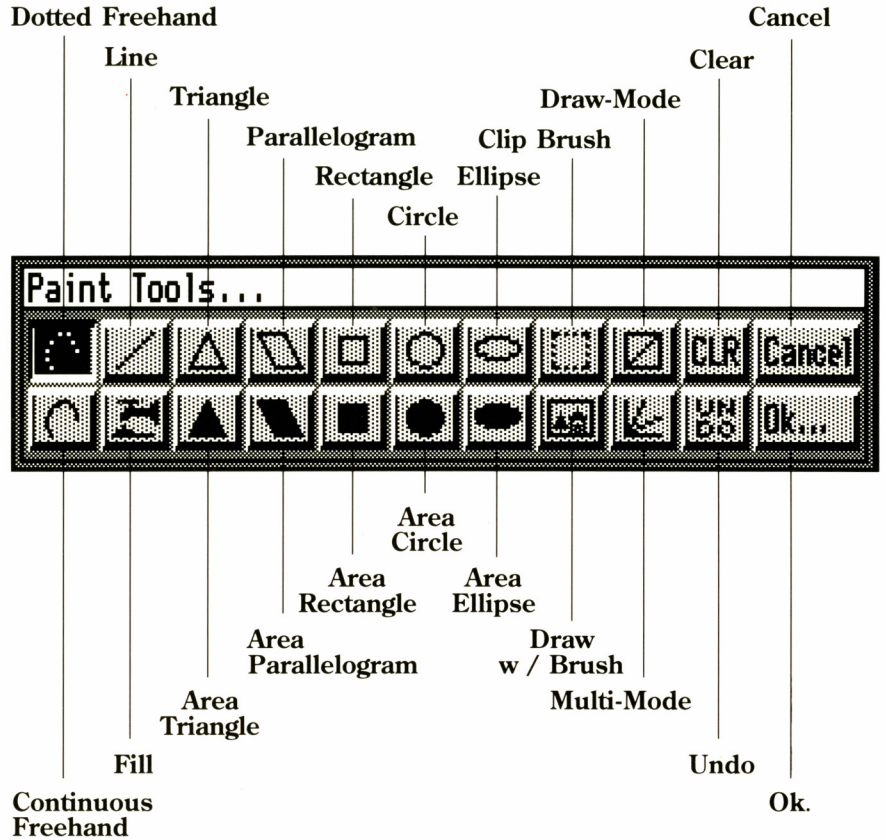 Dotted Freehand
Cancel
Line
Clear
Triangle
Draw-Mode
Parallelogram
Clip Brush
Rectangle
Ellipse
Circle
Paint Tools...
CLR
Cancel
UN
DO
Ok...
Area
Circle
Area
Rectangle
Area
Ellipse
Area
Parallelogram
Draw
w / Brush
Area
Triangle
Multi-Mode
Fill
Undo
Continuous
Freehand
Ok.